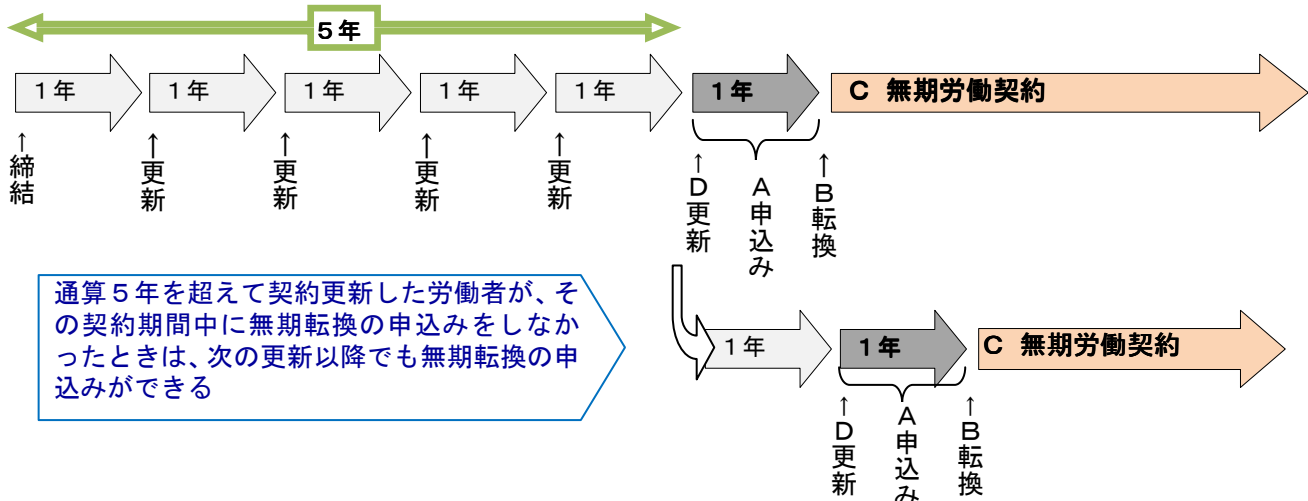 5年
1年
1年
1年
1年
1年
1年
C 無期労働契約
↑締結
↑更新
↑更新
↑更新
↑更新
↑D更新
A申込み
↑B転換
通算5年を超えて契約更新した労働者が、そ
の契約期間中に無期転換の申込みをしなか
ったときは、次の更新以降でも無期転換の申
込みができる
1年
1年
C 無期労働契約
↑D更新
A申込み
↑B転換